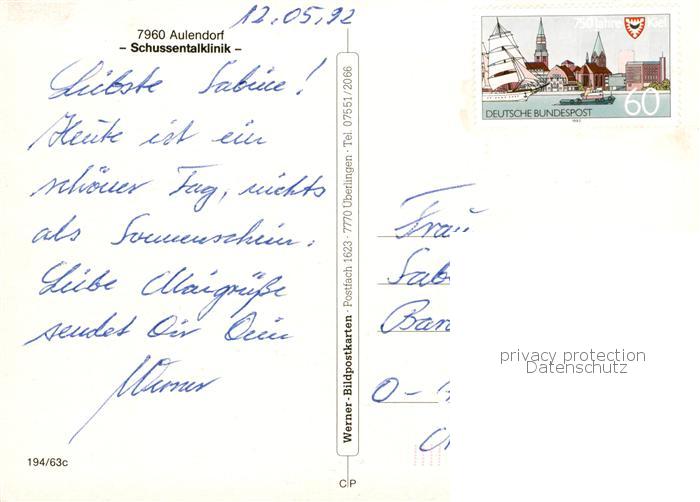 12.05.92
7960 Aulendorf
– Schussentalklinik –
Liebste Sabine!
Heute ist ein
schöner Tag, nichts
als Sonnenschein.
Liebe Maigrüße
sendet Dir Dein
Werner
194/63c
Werner-Bildpostkarten · Postfach 1623 · 7770 Überlingen · Tel. 07551/2066
C P
750 Jahre Kiel
60
DEUTSCHE BUNDESPOST
1992
Frau
Sab
Ban
O-
privacy protection
Datenschutz